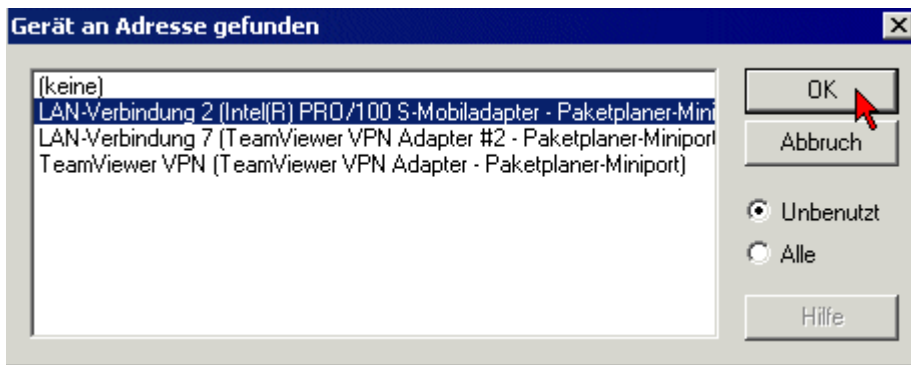 Gerät an Adresse gefunden
(keine)
LAN-Verbindung 2 (Intel(R) PRO/100 S-Mobiladapter - Paketplaner-Mini
LAN-Verbindung 7 (TeamViewer VPN Adapter #2 - Paketplaner-Miniport
TeamViewer VPN (TeamViewer VPN Adapter - Paketplaner-Miniport)
OK
Abbruch
Unbenutzt
Alle
Hilfe